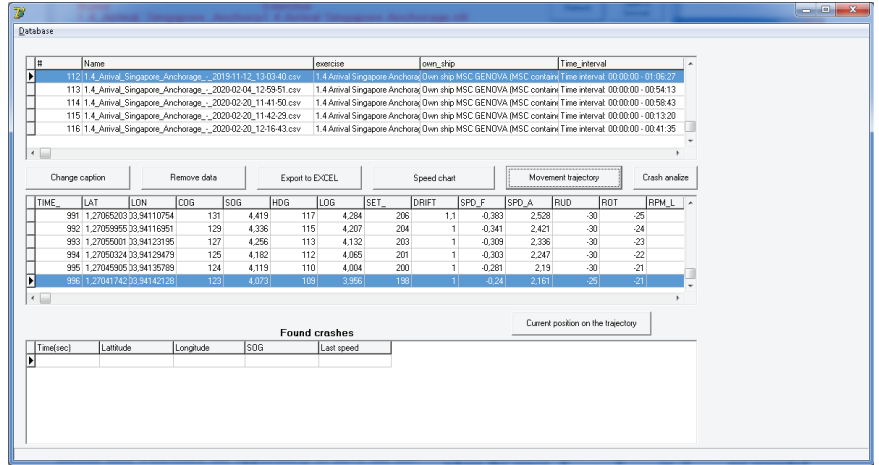 Database
# Name exercise own_ship Time_interval
112 1.4_Arrival_Singapore_Anchorage_-_2019-11-12_13-03-40.csv 1.4 Arrival Singapore Anchorag Own ship MSC GENOVA (MSC contain Time interval: 00:00:00 - 01:06:27
113 1.4_Arrival_Singapore_Anchorage_-_2020-02-04_12-59-51.csv 1.4 Arrival Singapore Anchorag Own ship MSC GENOVA (MSC contain Time interval: 00:00:00 - 00:54:13
114 1.4_Arrival_Singapore_Anchorage_-_2020-02-20_11-41-50.csv 1.4 Arrival Singapore Anchorag Own ship MSC GENOVA (MSC contain Time interval: 00:00:00 - 00:58:43
115 1.4_Arrival_Singapore_Anchorage_-_2020-02-20_11-42-29.csv 1.4 Arrival Singapore Anchorag Own ship MSC GENOVA (MSC contain Time interval: 00:00:00 - 00:13:20
116 1.4_Arrival_Singapore_Anchorage_-_2020-02-20_12-16-43.csv 1.4 Arrival Singapore Anchorag Own ship MSC GENOVA (MSC contain Time interval: 00:00:00 - 00:41:35
Change caption Remove data Export to EXCEL Speed chart Movement trajectory Crash analize
TIME_ LAT LON COG SOG HDG LOG SET_ DRIFT SPD_F SPD_A RUD ROT RPM_L
991 1,27065203 03,94110754 131 4,419 117 4,284 206 1,1 -0,383 2,528 -30 -25
992 1,27059955 03,94116951 129 4,336 115 4,207 204 1 -0,341 2,421 -30 -24
993 1,27055001 03,94123195 127 4,256 113 4,132 203 1 -0,309 2,336 -30 -23
994 1,27050324 03,94129479 125 4,182 112 4,065 201 1 -0,303 2,247 -30 -22
995 1,27045905 03,94135789 124 4,119 110 4,004 200 1 -0,281 2,19 -30 -21
996 1,27041742 03,94142128 123 4,073 109 3,956 198 1 -0,24 2,161 -25 -21
Current position on the trajectory
Found crashes
Time(sec) Lattitude Longitude SOG Last speed